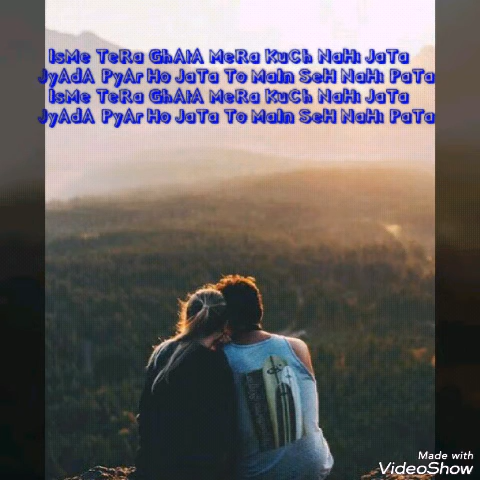 IsMe TeRa GhAtA MeRa KuCh NaHi JaTa
JyAdA PyAr Ho JaTa To MaIn SeH NaHi PaTa
IsMe TeRa GhAtA MeRa KuCh NaHi JaTa
JyAdA PyAr Ho JaTa To MaIn SeH NaHi PaTa
Made with
VideoShow